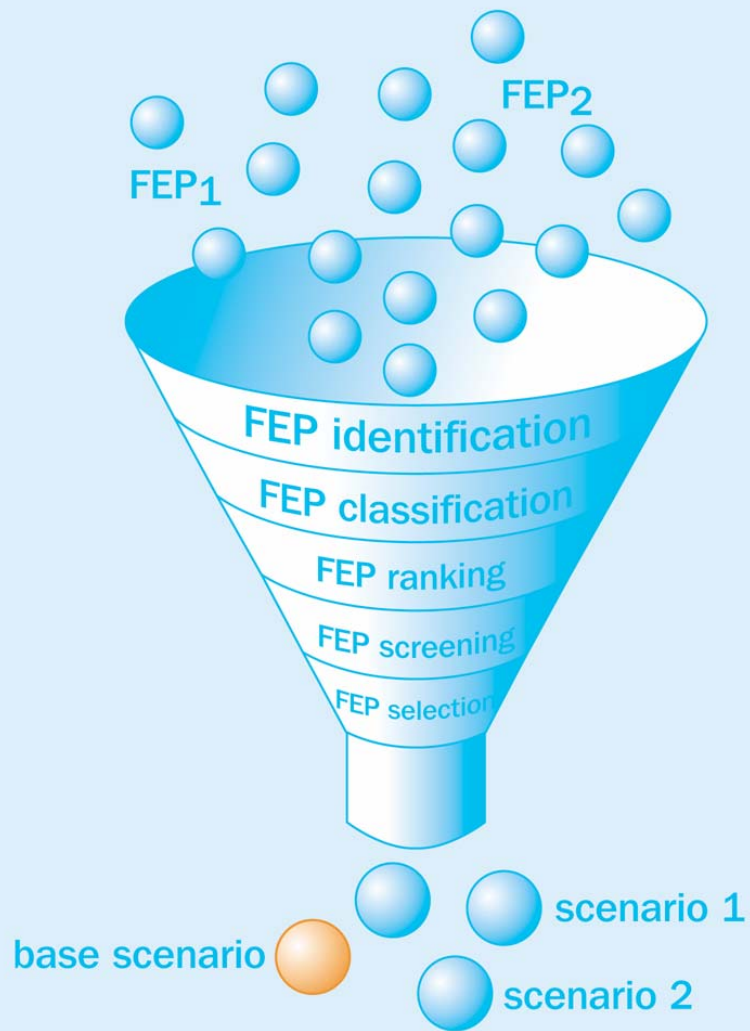 FEP2
FEP1
FEP identification
FEP classification
FEP ranking
FEP screening
FEP selection
scenario 1
base scenario
scenario 2